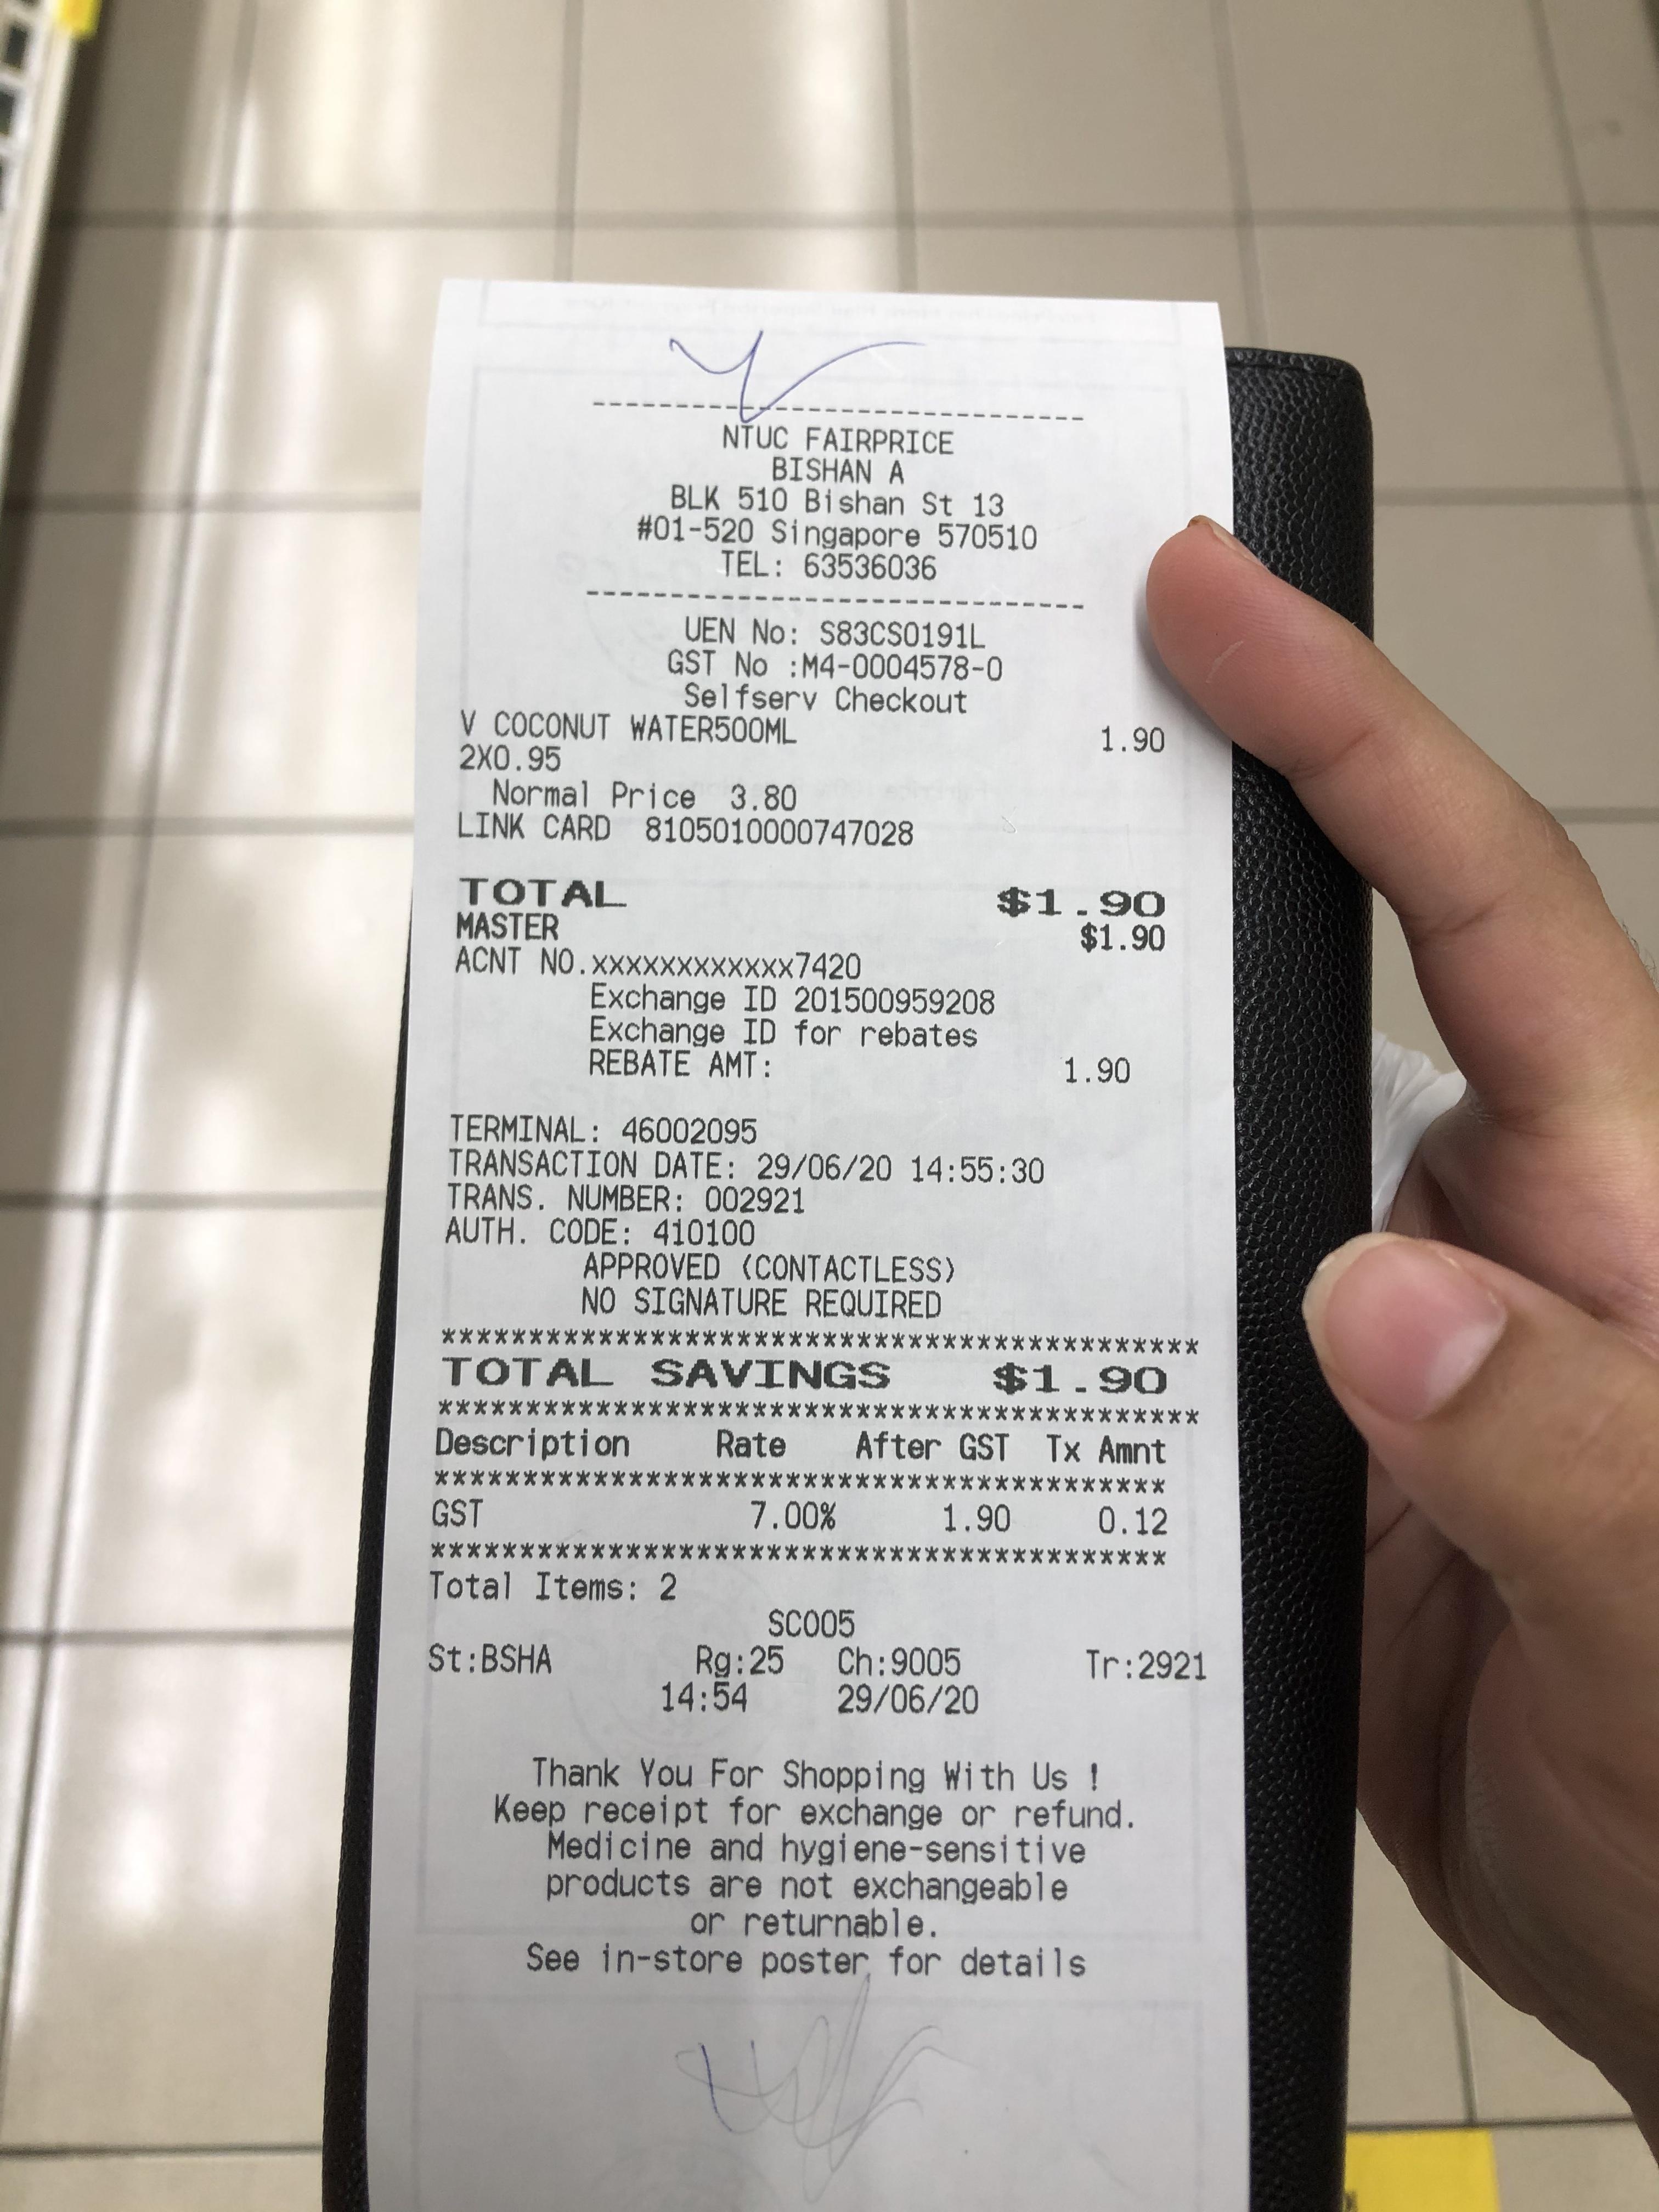 ------------------------------
NTUC FAIRPRICE
BISHAN A
BLK 510 Bishan St 13
#01-520 Singapore 570510
TEL: 63536036
------------------------------
UEN No: S83CS0191L
GST No :M4-0004578-0
Selfserv Checkout
V COCONUT WATER500ML 1.90
2X0.95
Normal Price 3.80
LINK CARD 8105010000747028
TOTAL $1.90
MASTER $1.90
ACNT NO.xxxxxxxxxxxx7420
Exchange ID 201500959208
Exchange ID for rebates
REBATE AMT: 1.90
TERMINAL: 46002095
TRANSACTION DATE: 29/06/20 14:55:30
TRANS. NUMBER: 002921
AUTH. CODE: 4i0100
APPROVED (CONTACTLESS)
NO SIGNATURE REQUIRED
*******************************************
TOTAL SAVINGS $1.90
*******************************************
Description Rate After GST Tx Amnt
*****************************************
GST 7.00% 1.90 0.12
*****************************************
Total Items: 2
SC005
St:BSHA Rg:25 Ch:9005 Tr:2921
14:54 29/06/20
Thank You For Shopping With Us !
Keep receipt for exchange or refund.
Medicine and hygiene-sensitive
products are not exchangeable
or returnable.
See in-store poster for details